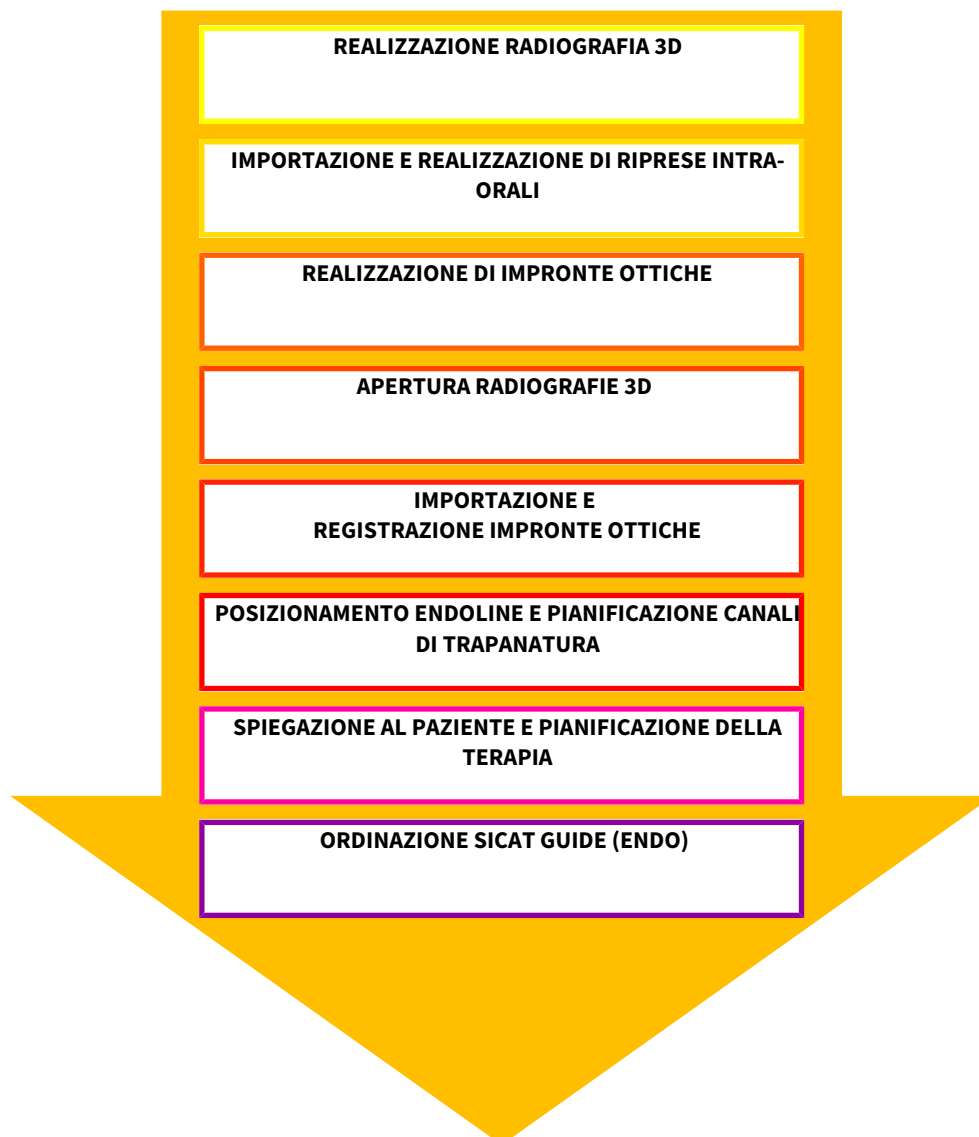 REALIZZAZIONE RADIOGRAFIA 3D
IMPORTAZIONE E REALIZZAZIONE DI RIPRESE INTRA-
ORALI
REALIZZAZIONE DI IMPRONTE OTTICHE
APERTURA RADIOGRAFIE 3D
IMPORTAZIONE E
REGISTRAZIONE IMPRONTE OTTICHE
POSIZIONAMENTO ENDOLINE E PIANIFICAZIONE CANALI
DI TRAPANATURA
SPIEGAZIONE AL PAZIENTE E PIANIFICAZIONE DELLA
TERAPIA
ORDINAZIONE SICAT GUIDE (ENDO)